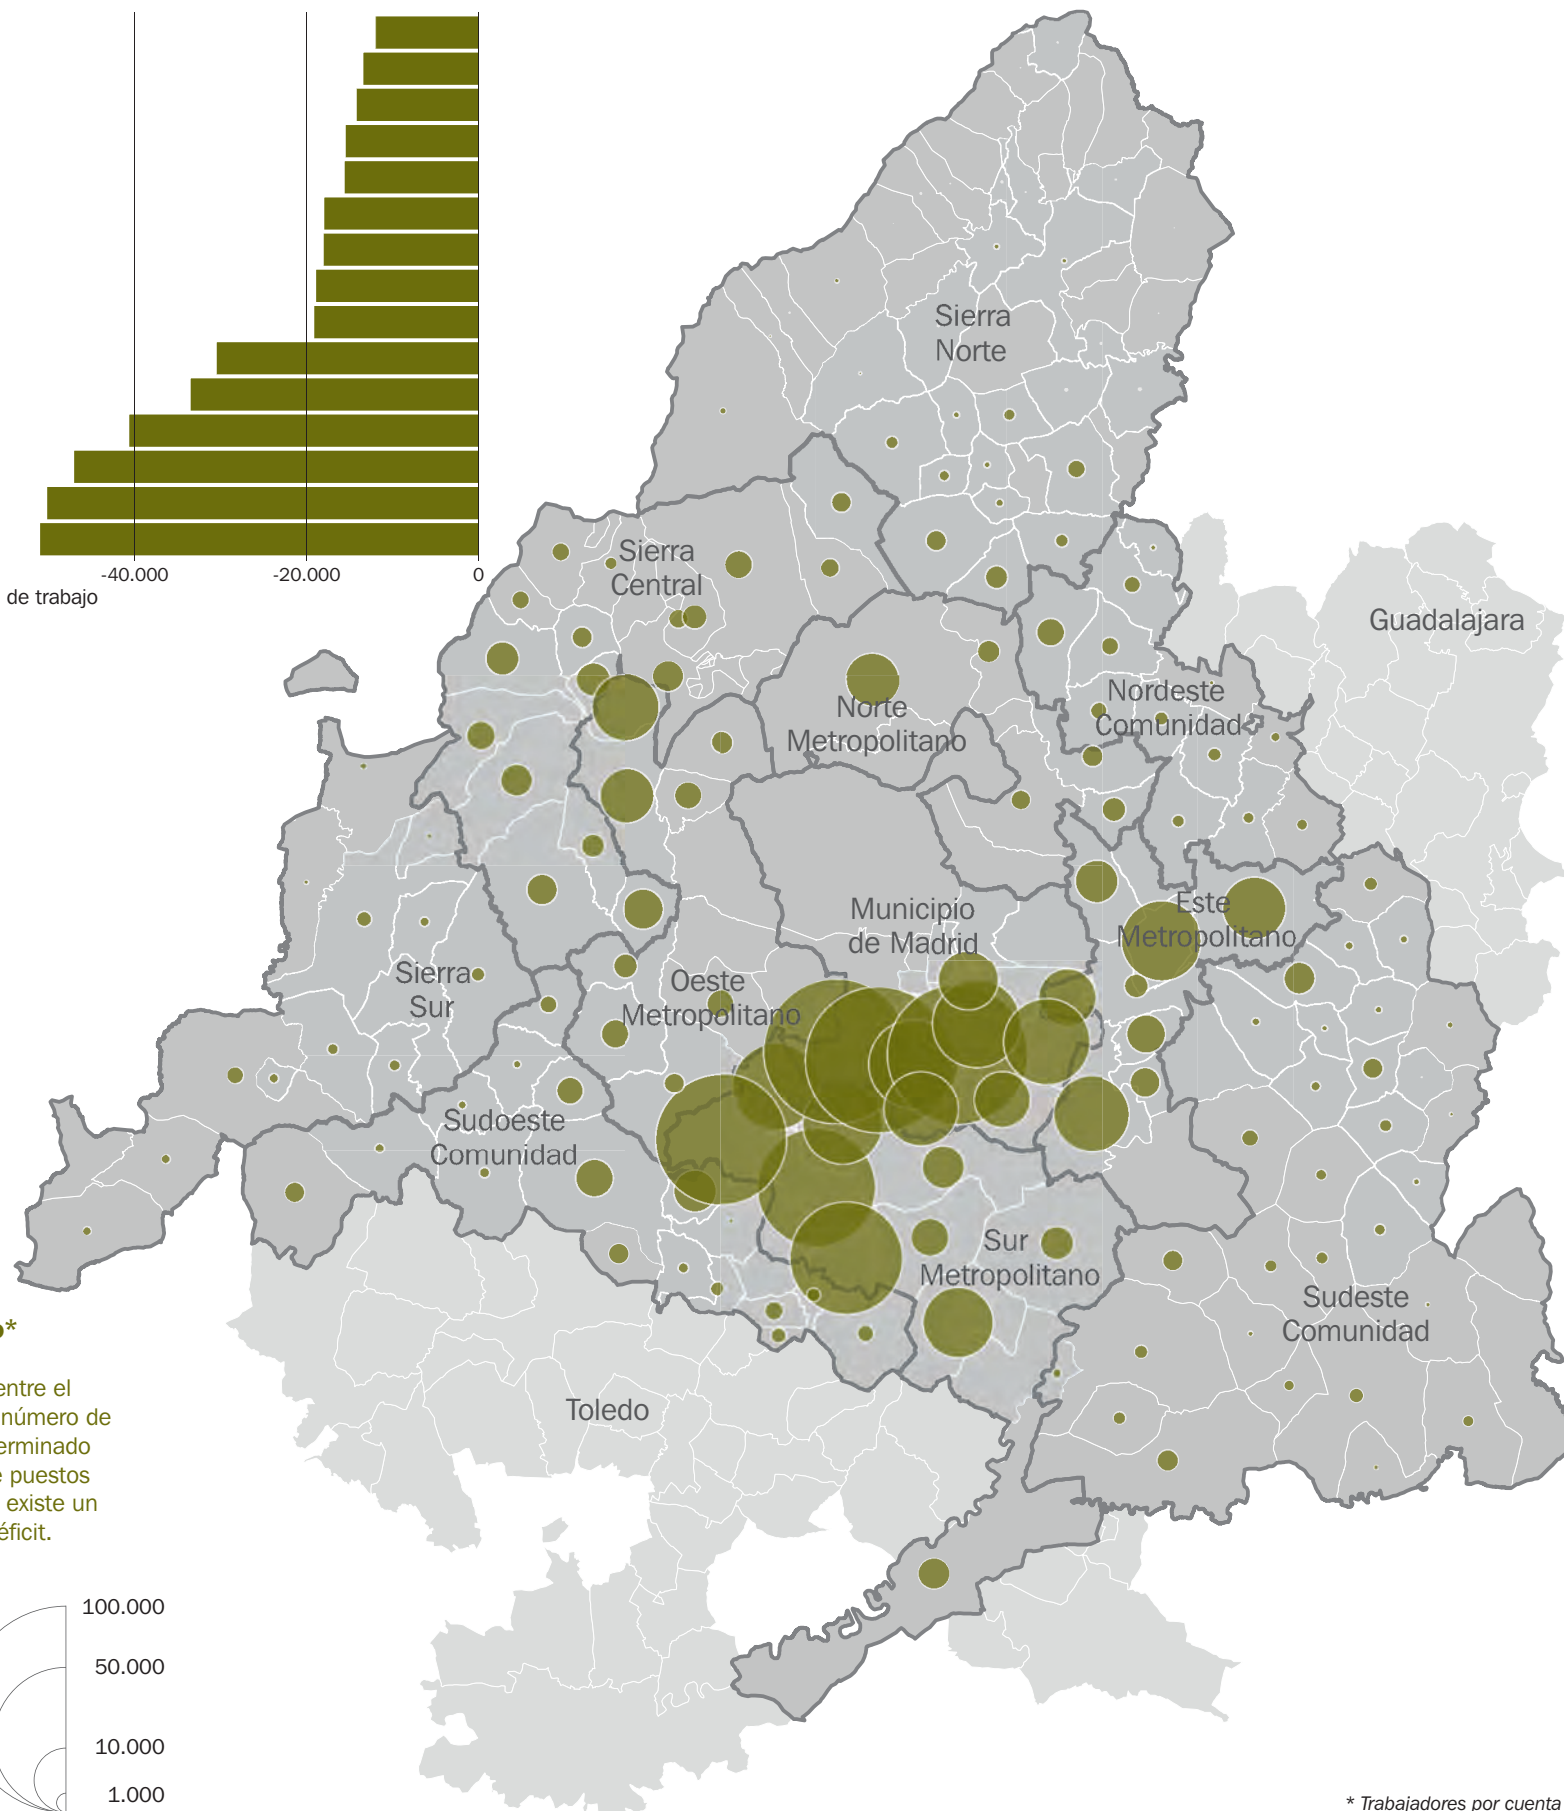 -40.000
-20.000
0
de trabajo
Sierra
Norte
Sierra
Central
Guadalajara
Nordeste
Comunidad
Norte
Metropolitano
Municipio
de Madrid
Este
Metropolitano
Sierra
Sur
Oeste
Metropolitano
Sudoeste
Comunidad
Sur
Metropolitano
Sudeste
Comunidad
Toledo
o*
entre el
número de
erminado
e puestos
existe un
éficit.
100.000
50.000
10.000
1.000
* Trabajadores por cuenta